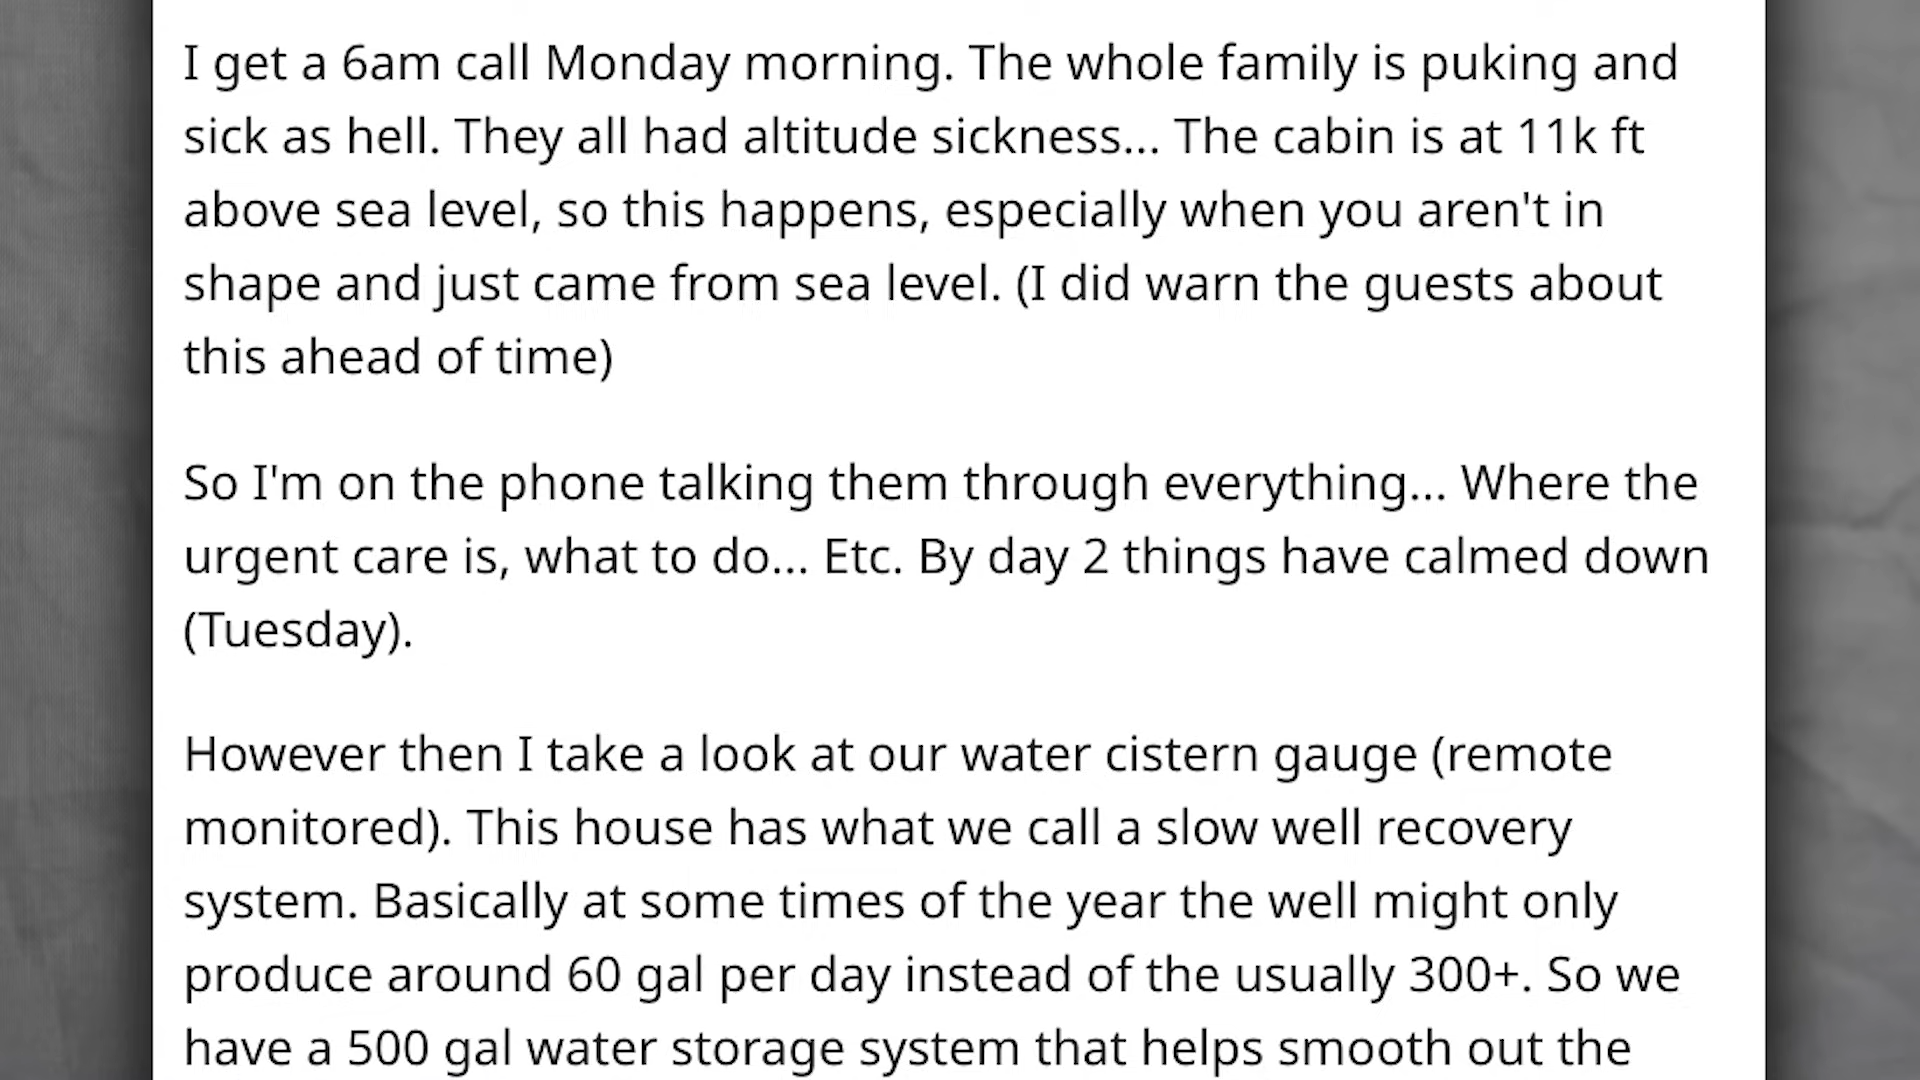 I get a 6am call Monday morning. The whole family is puking and
sick as hell. They all had altitude sickness... The cabin is at 11k ft
above sea level, so this happens, especially when you aren't in
shape and just came from sea level. (I did warn the guests about
this ahead of time)
So I'm on the phone talking them through everything... Where the
urgent care is, what to do... Etc. By day 2 things have calmed down
(Tuesday).
However then I take a look at our water cistern gauge (remote
monitored). This house has what we call a slow well recovery
system. Basically at some times of the year the well might only
produce around 60 gal per day instead of the usually 300+. So we
have a 500 gal water storage system that helps smooth out the